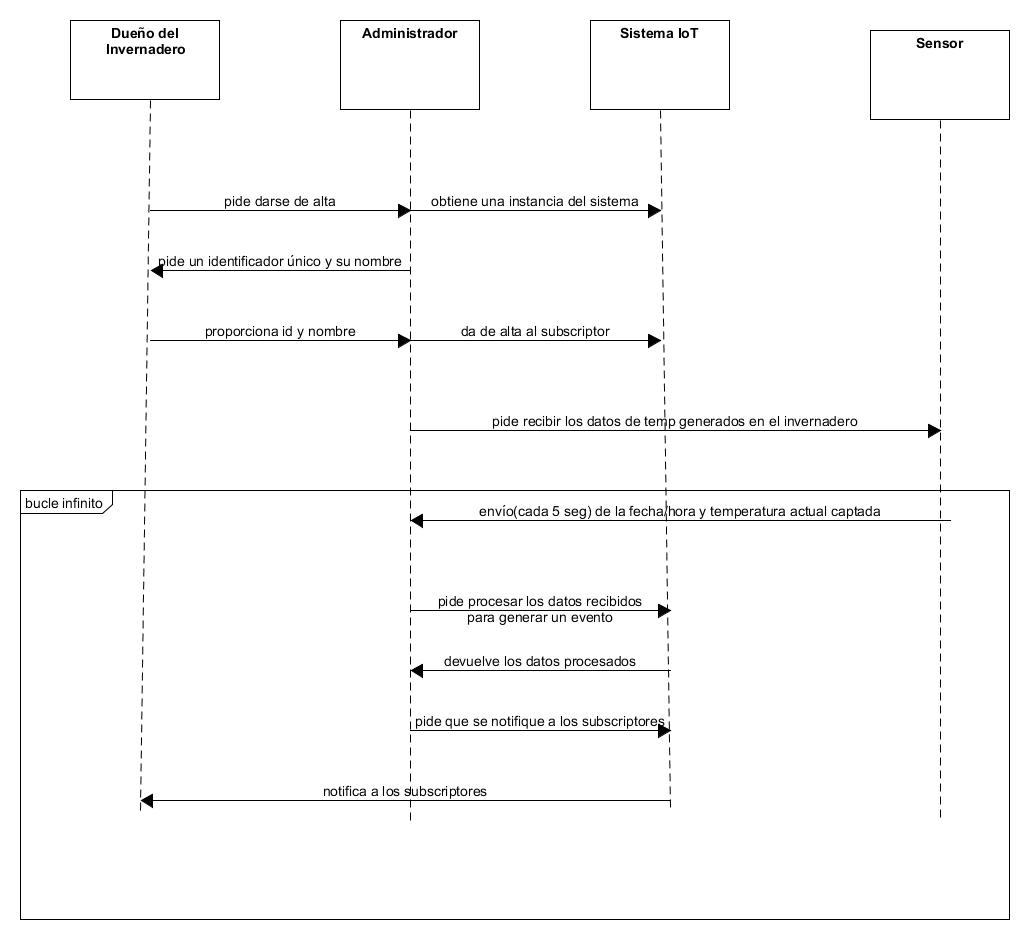 Dueño del
Invernadero
Administrador
Sistema IoT
Sensor
pide darse de alta
obtiene una instancia del sistema
pide un identificador único y su nombre
proporciona id y nombre
da de alta al subscriptor
pide recibir los datos de temp generados en el invernadero
bucle infinito
envío(cada 5 seg) de la fecha/hora y temperatura actual captada
pide procesar los datos recibidos
para generar un evento
devuelve los datos procesados
pide que se notifique a los subscriptores
notifica a los subscriptores